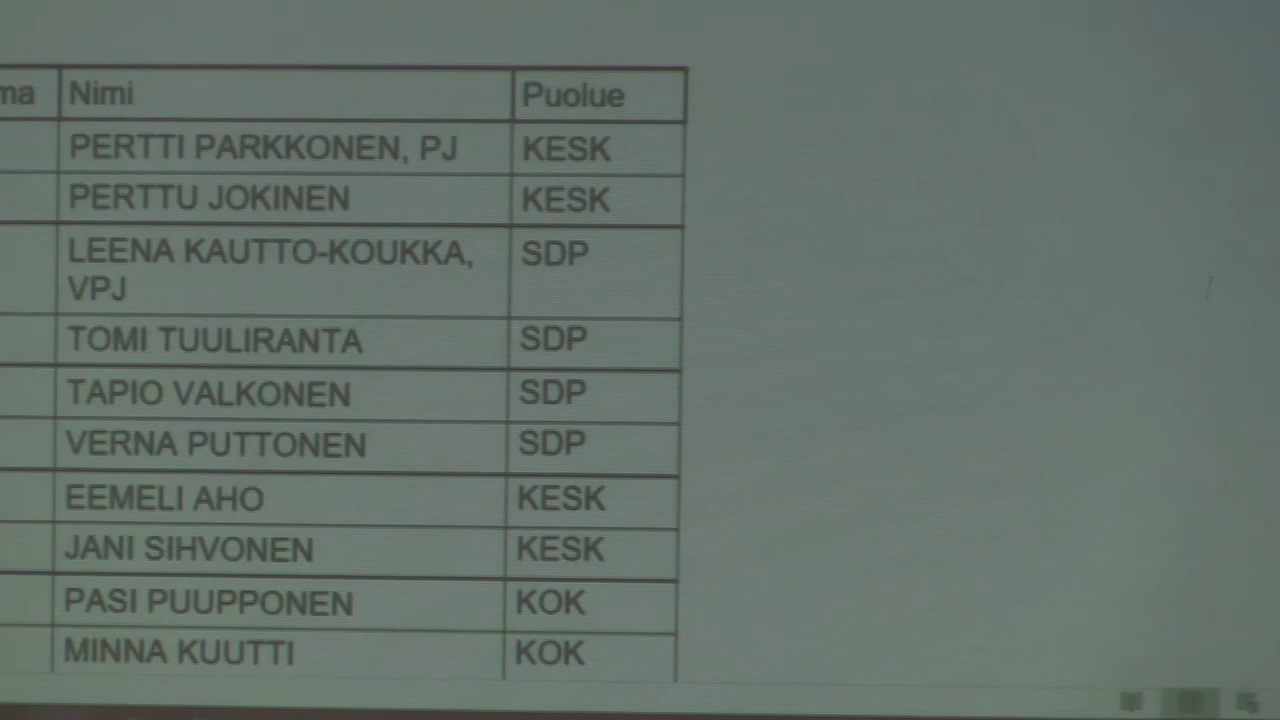 ma Nimi Puolue
PERTTI PARKKONEN, PJ KESK
PERTTU JOKINEN KESK
LEENA KAUTTO-KOUKKA, SDP
VPJ
TOMI TUULIRANTA SDP
TAPIO VALKONEN SDP
VERNA PUTTONEN SDP
EEMELI AHO KESK
JANI SIHVONEN KESK
PASI PUUPPONEN KOK
MINNA KUUTTI KOK